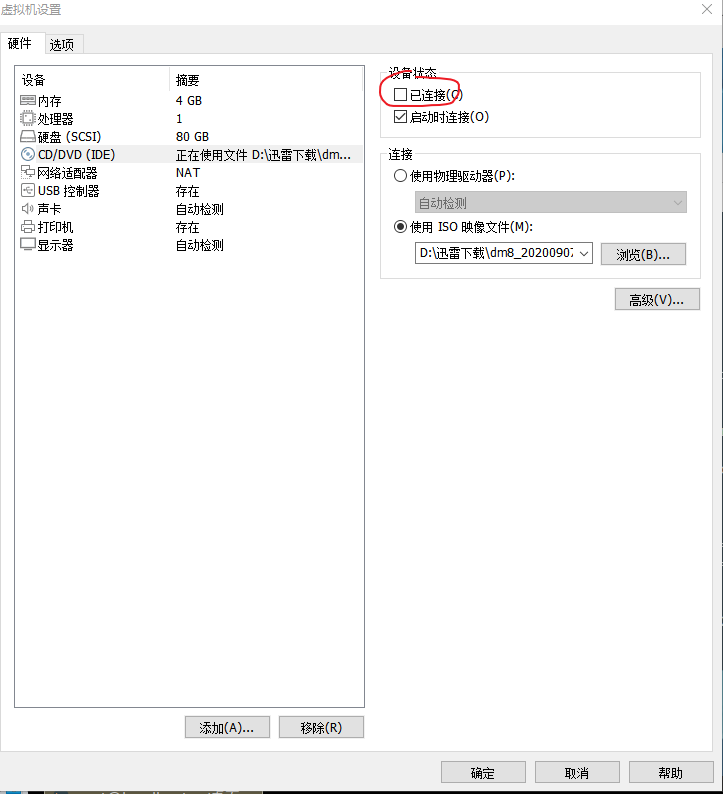 虚拟机设置
硬件 选项
设备 摘要
内存 4 GB
处理器 1
硬盘 (SCSI) 80 GB
CD/DVD (IDE) 正在使用文件 D:\迅雷下载\dm...
网络适配器 NAT
USB 控制器 存在
声卡 自动检测
打印机 存在
显示器 自动检测
添加(A)... 移除(R)
设备状态
已连接(C)
启动时连接(O)
连接
使用物理驱动器(P):
自动检测
使用 ISO 映像文件(M):
D:\迅雷下载\dm8_2020090 浏览(B)...
高级(V)...
确定 取消 帮助